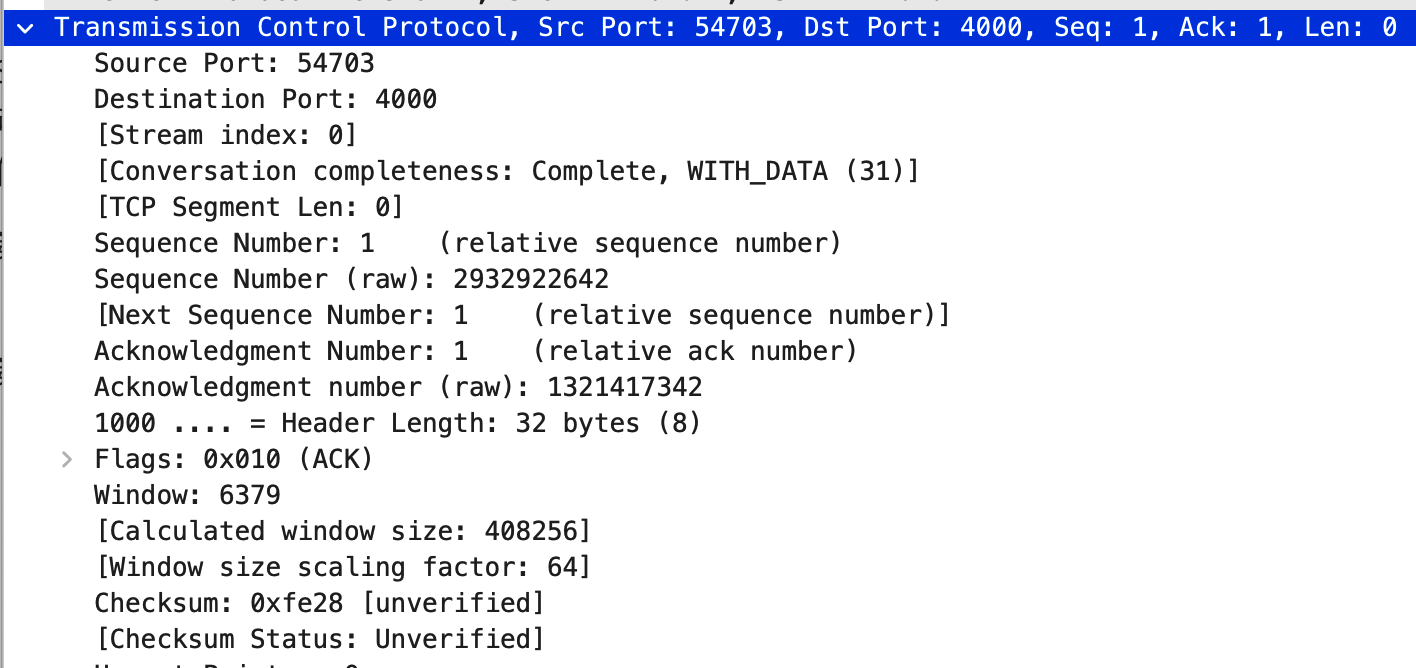 Transmission Control Protocol, Src Port: 54703, Dst Port: 4000, Seq: 1, Ack: 1, Len: 0
Source Port: 54703
Destination Port: 4000
[Stream index: 0]
[Conversation completeness: Complete, WITH_DATA (31)]
[TCP Segment Len: 0]
Sequence Number: 1    (relative sequence number)
Sequence Number (raw): 2932922642
[Next Sequence Number: 1    (relative sequence number)]
Acknowledgment Number: 1    (relative ack number)
Acknowledgment number (raw): 1321417342
1000 .... = Header Length: 32 bytes (8)
Flags: 0x010 (ACK)
Window: 6379
[Calculated window size: 408256]
[Window size scaling factor: 64]
Checksum: 0xfe28 [unverified]
[Checksum Status: Unverified]